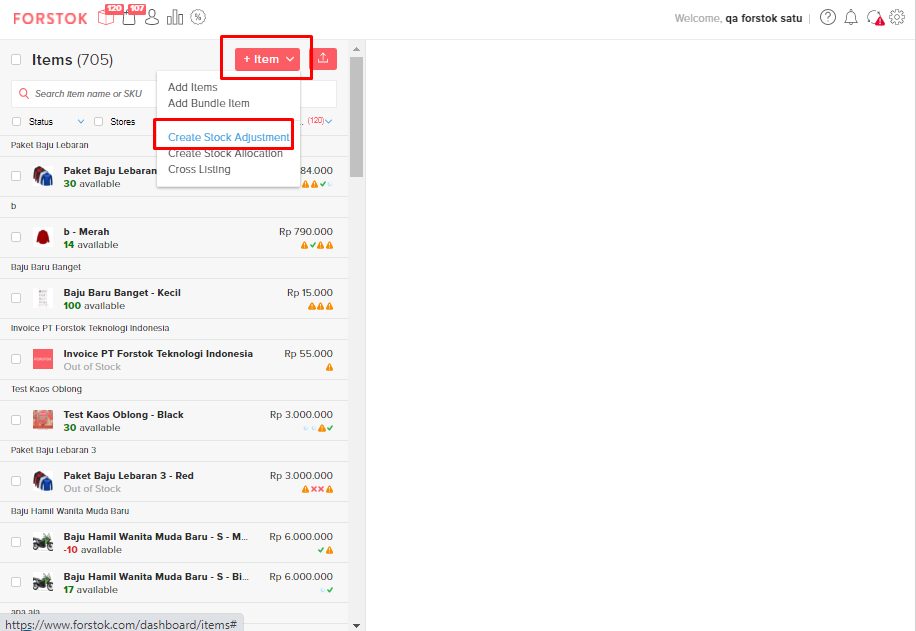 FORSTOK
120
107
Welcome, qa forstok satu
Items (705)
+ Item
Search Item name or SKU
Add Items
Add Bundle Item
Create Stock Adjustment
Create Stock Allocation
Cross Listing
Status
Stores
(120)
Paket Baju Lebaran
Paket Baju Lebaran
84.000
30 available
b
b - Merah
Rp 790.000
14 available
Baju Baru Banget
Baju Baru Banget - Kecil
Rp 15.000
100 available
Invoice PT Forstok Teknologi Indonesia
Invoice PT Forstok Teknologi Indonesia
Rp 55.000
Out of Stock
Test Kaos Oblong
Test Kaos Oblong - Black
Rp 3.000.000
30 available
Paket Baju Lebaran 3
Paket Baju Lebaran 3 - Red
Rp 3.000.000
Out of Stock
Baju Hamil Wanita Muda Baru
Baju Hamil Wanita Muda Baru - S - M...
Rp 6.000.000
-10 available
Baju Hamil Wanita Muda Baru - S - Bi...
Rp 6.000.000
17 available
apa aja
https://www.forstok.com/dashboard/items#